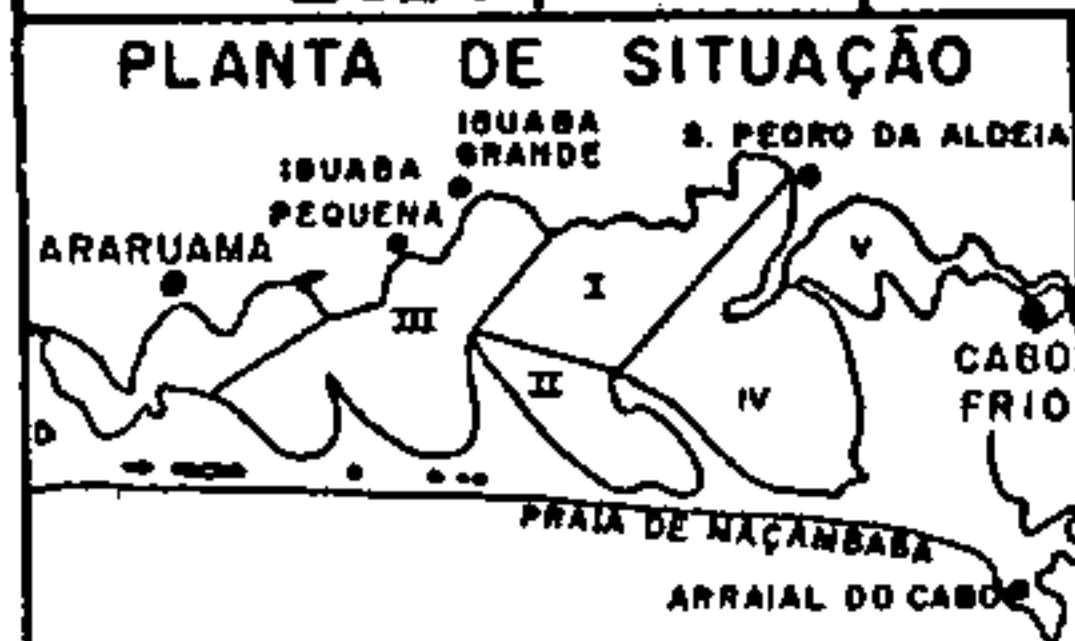 PLANTA DE SITUAÇÃO
IGUABA
GRANDE
S. PEDRO DA ALDEIA
IGUABA
PEQUENA
ARARUAMA
V
I
III
CABO
FRIO
II
IV
PRAIA DE MAÇAMBABA
ARRAIAL DO CABO